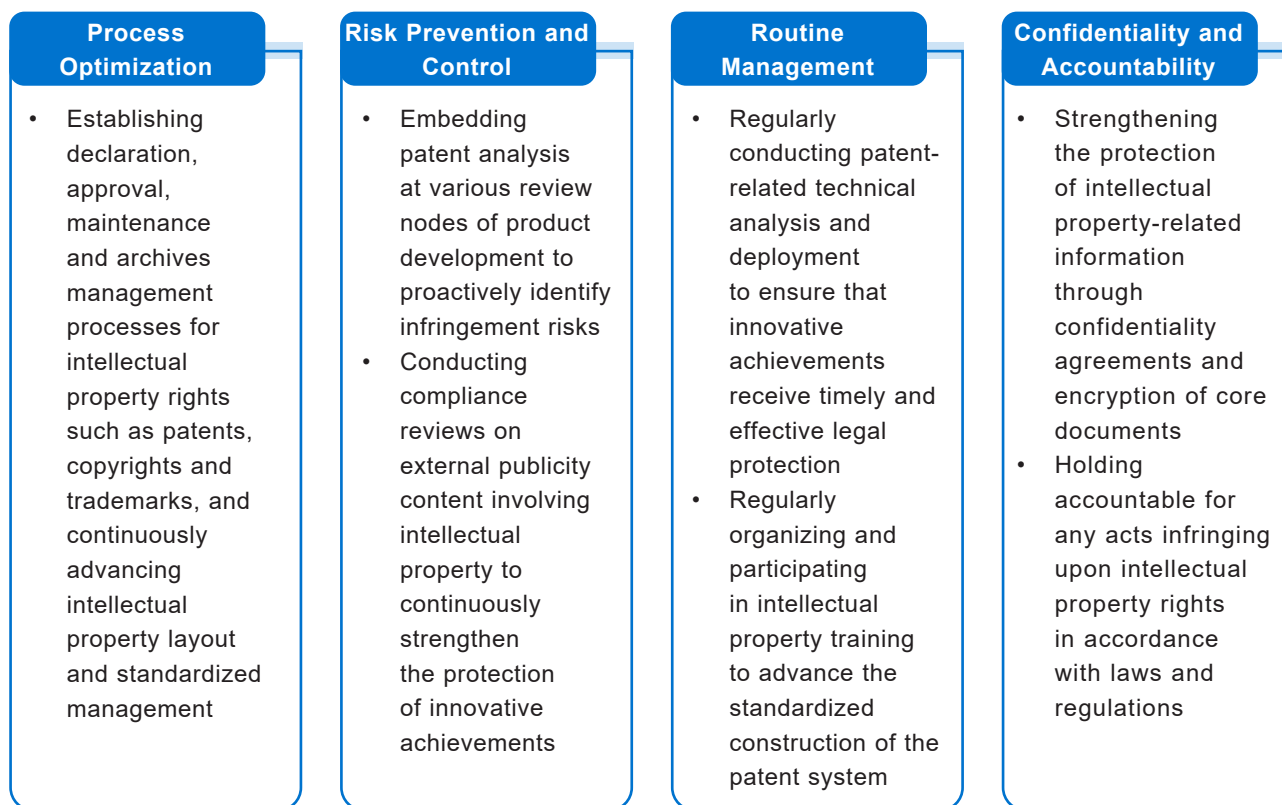 Process
Optimization
• Establishing
declaration,
approval,
maintenance
and archives
management
processes for
intellectual
property rights
such as patents,
copyrights and
trademarks, and
continuously
advancing
intellectual
property layout
and standardized
management
Risk Prevention and
Control
• Embedding
patent analysis
at various review
nodes of product
development to
proactively identify
infringement risks
• Conducting
compliance
reviews on
external publicity
content involving
intellectual
property to
continuously
strengthen
the protection
of innovative
achievements
Routine
Management
• Regularly
conducting patent-
related technical
analysis and
deployment
to ensure that
innovative
achievements
receive timely and
effective legal
protection
• Regularly
organizing and
participating
in intellectual
property training
to advance the
standardized
construction of the
patent system
Confidentiality and
Accountability
• Strengthening
the protection
of intellectual
property-related
information
through
confidentiality
agreements and
encryption of core
documents
• Holding
accountable for
any acts infringing
upon intellectual
property rights
in accordance
with laws and
regulations